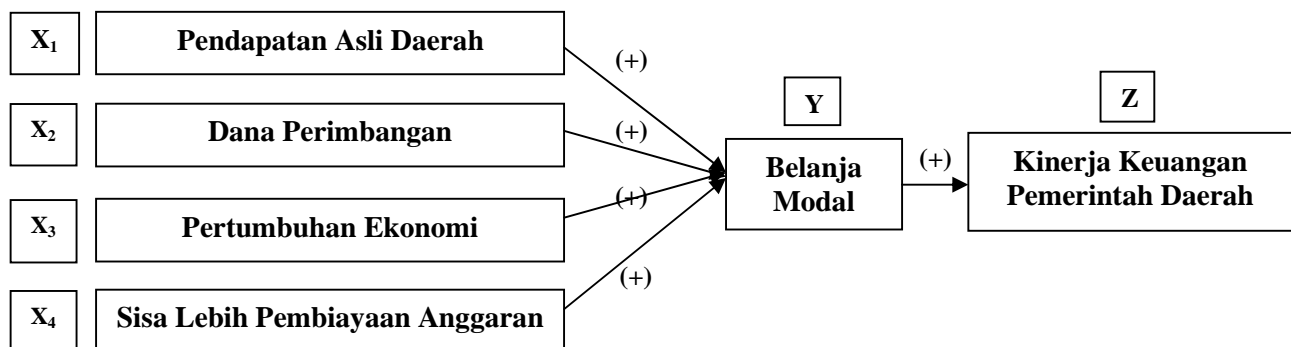 X₁
Pendapatan Asli Daerah
(+)
X₂
Dana Perimbangan
(+)
X₃
Pertumbuhan Ekonomi
(+)
X₄
Sisa Lebih Pembiayaan Anggaran
(+)
Y
Belanja
Modal
(+)
Z
Kinerja Keuangan
Pemerintah Daerah